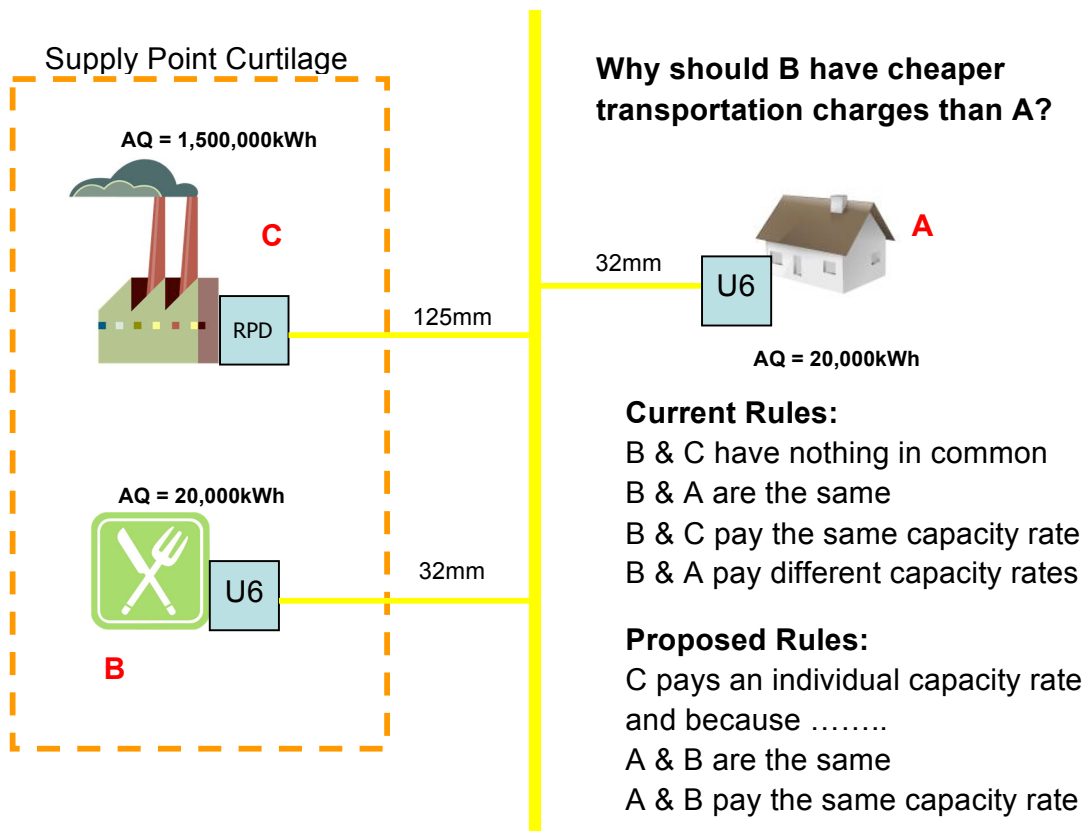 Supply Point Curtilage
AQ = 1,500,000kWh
C
RPD
125mm
AQ = 20,000kWh
U6
32mm
B
Why should B have cheaper
transportation charges than A?
A
32mm
U6
AQ = 20,000kWh
Current Rules:
B & C have nothing in common
B & A are the same
B & C pay the same capacity rate
B & A pay different capacity rates
Proposed Rules:
C pays an individual capacity rate
and because ........
A & B are the same
A & B pay the same capacity rate